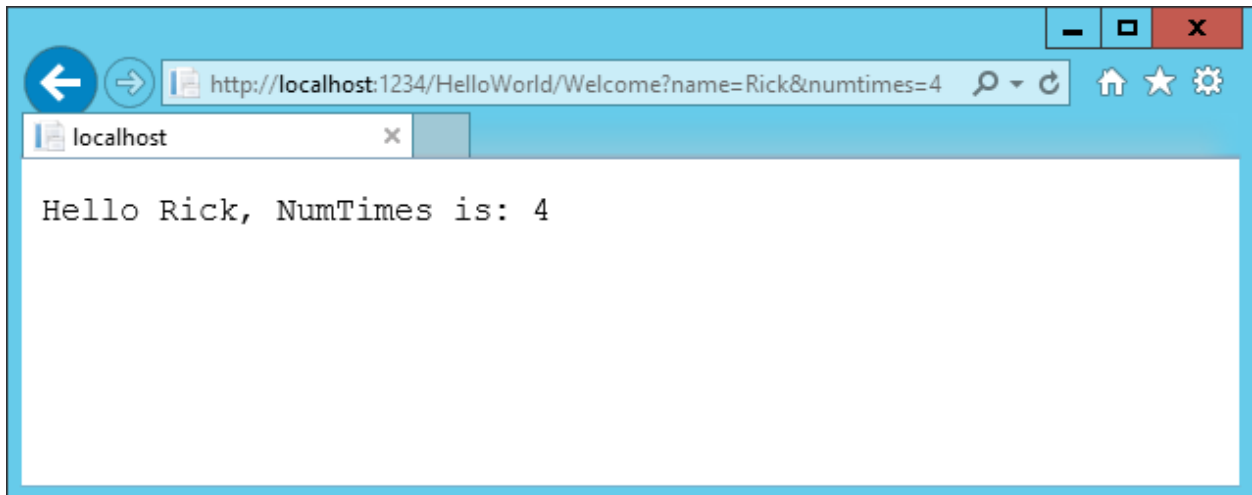 http://localhost:1234/HelloWorld/Welcome?name=Rick&numtimes=4
localhost
Hello Rick, NumTimes is: 4